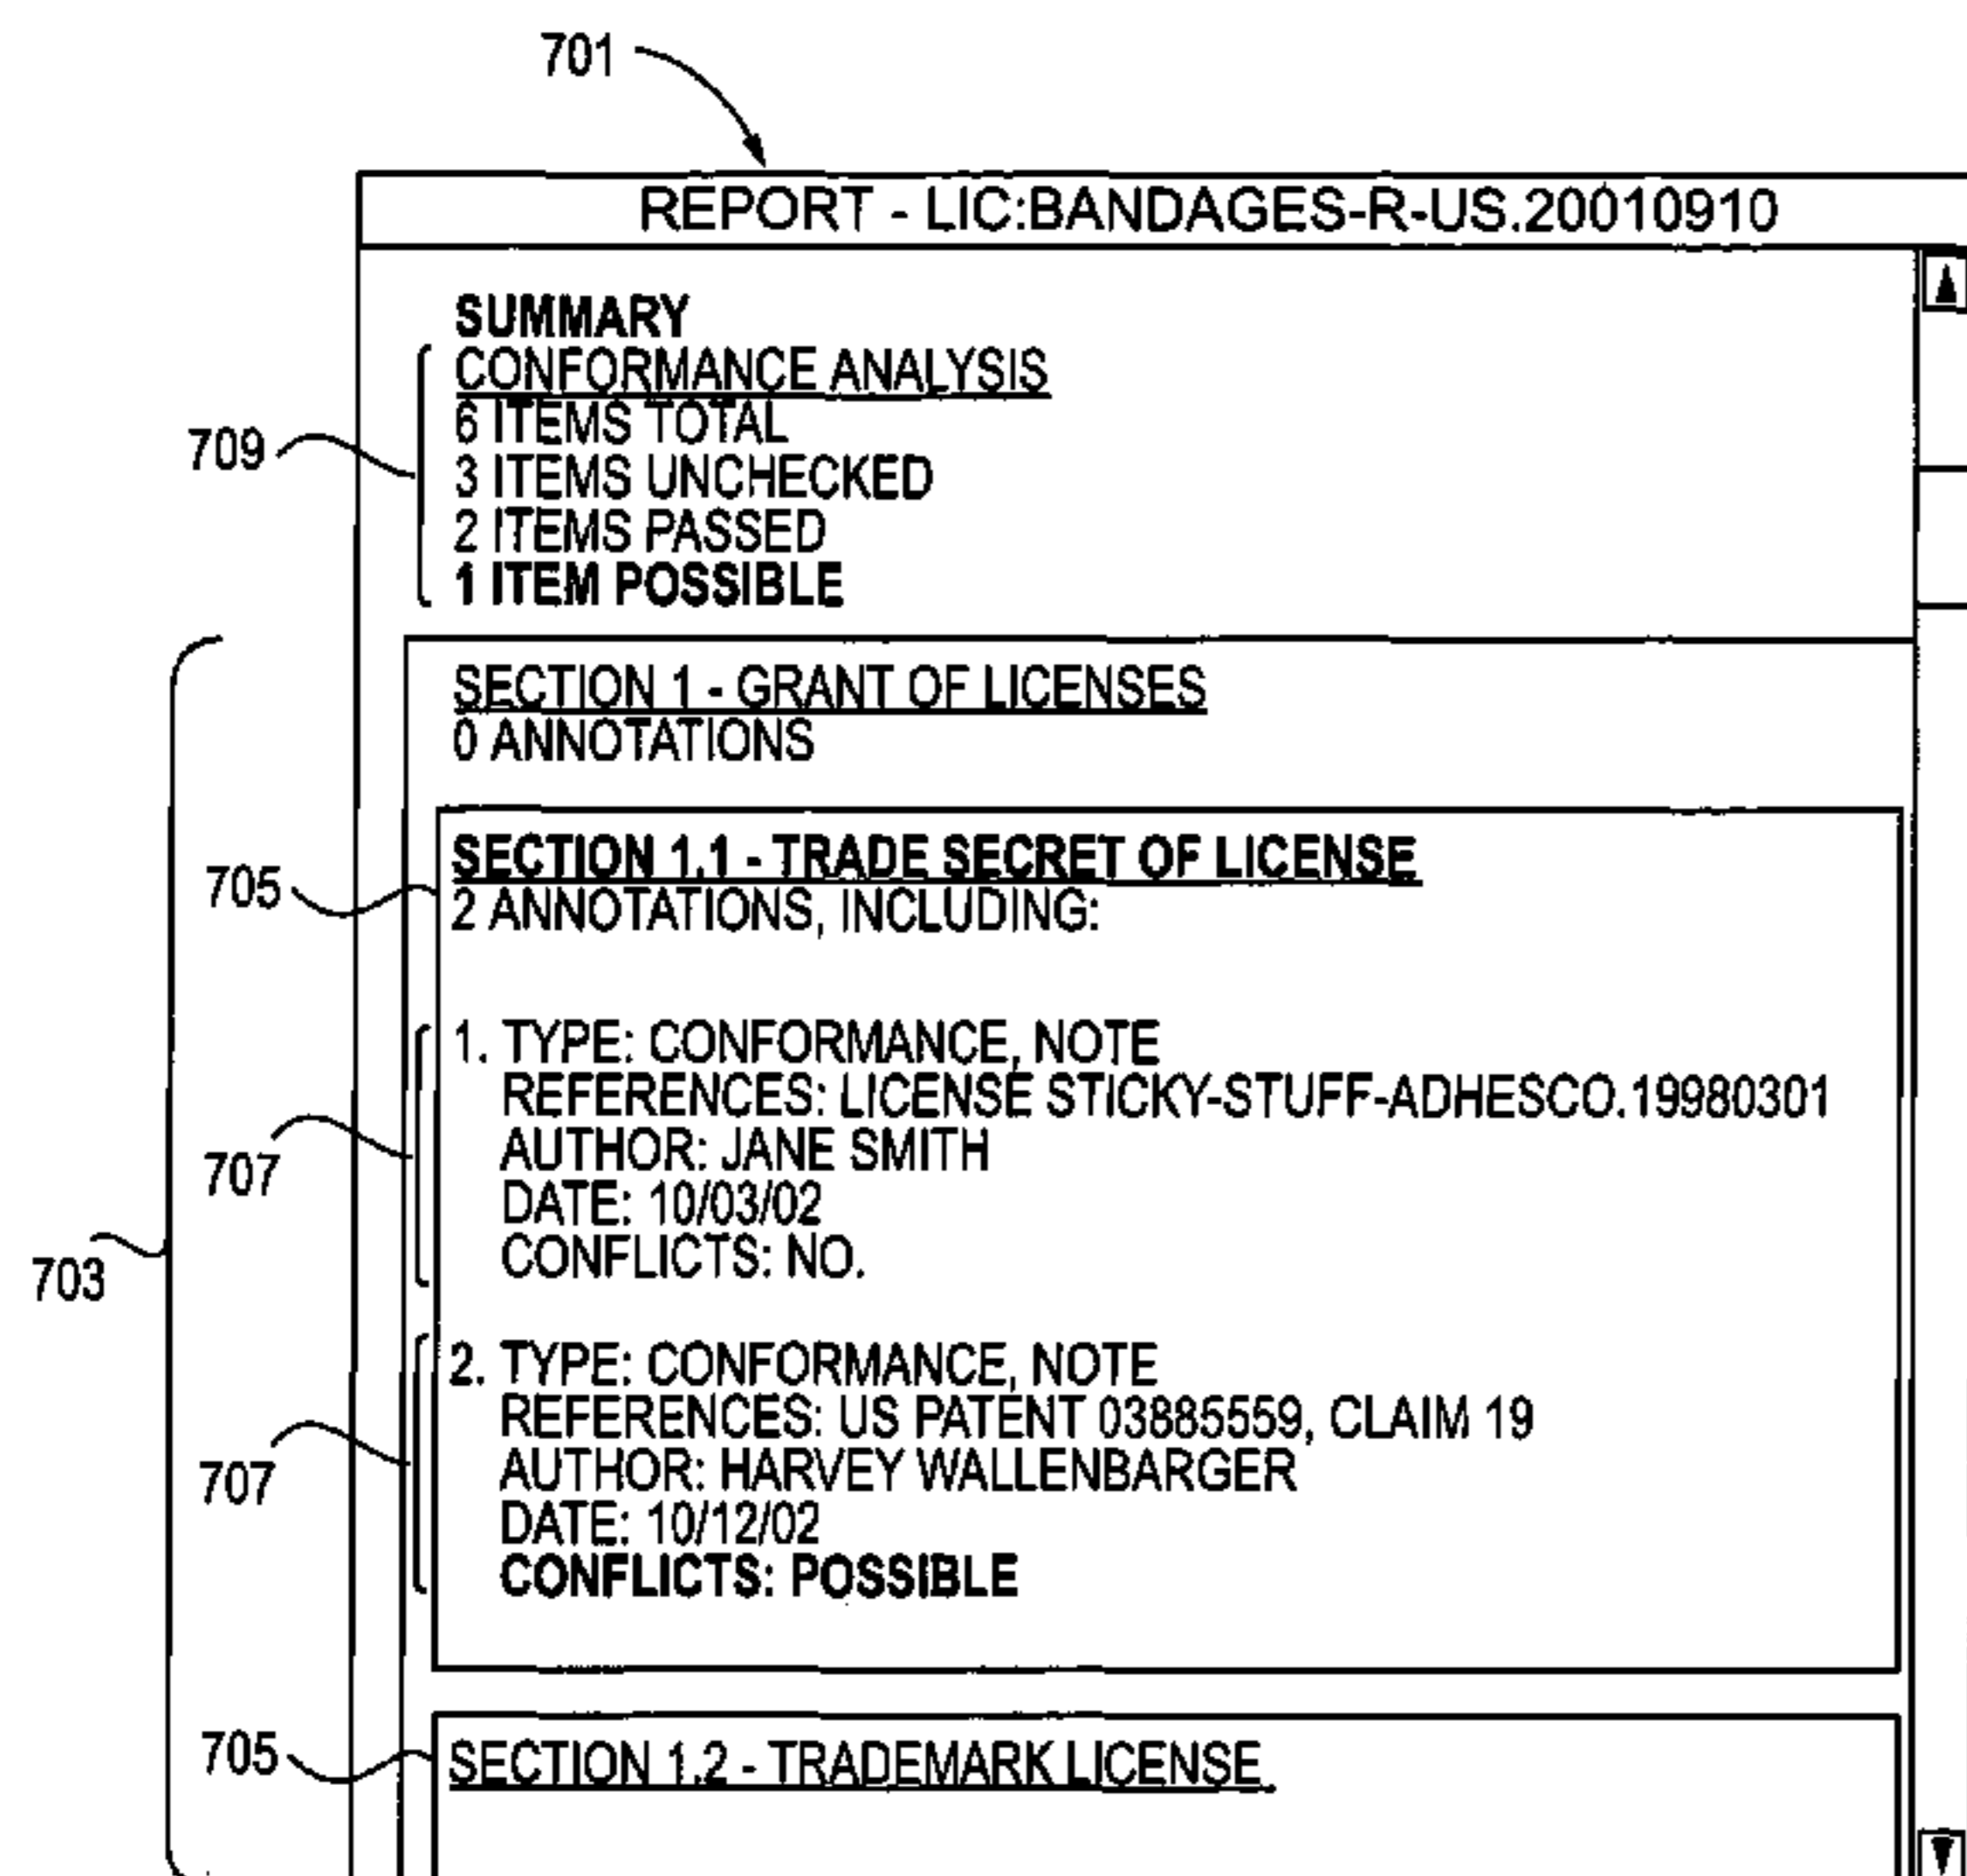 701
REPORT - LIC:BANDAGES-R-US.20010910
SUMMARY
CONFORMANCE ANALYSIS
6 ITEMS TOTAL
709
3 ITEMS UNCHECKED
2 ITEMS PASSED
1 ITEM POSSIBLE
SECTION 1 - GRANT OF LICENSES
0 ANNOTATIONS
SECTION 1.1 - TRADE SECRET OF LICENSE
705
2 ANNOTATIONS, INCLUDING:
1. TYPE: CONFORMANCE, NOTE
REFERENCES: LICENSE STICKY-STUFF-ADHESCO.19980301
AUTHOR: JANE SMITH
707
DATE: 10/03/02
CONFLICTS: NO.
703
2. TYPE: CONFORMANCE, NOTE
REFERENCES: US PATENT 03885559, CLAIM 19
AUTHOR: HARVEY WALLENBARGER
707
DATE: 10/12/02
CONFLICTS: POSSIBLE
705
SECTION 1.2 - TRADEMARK LICENSE